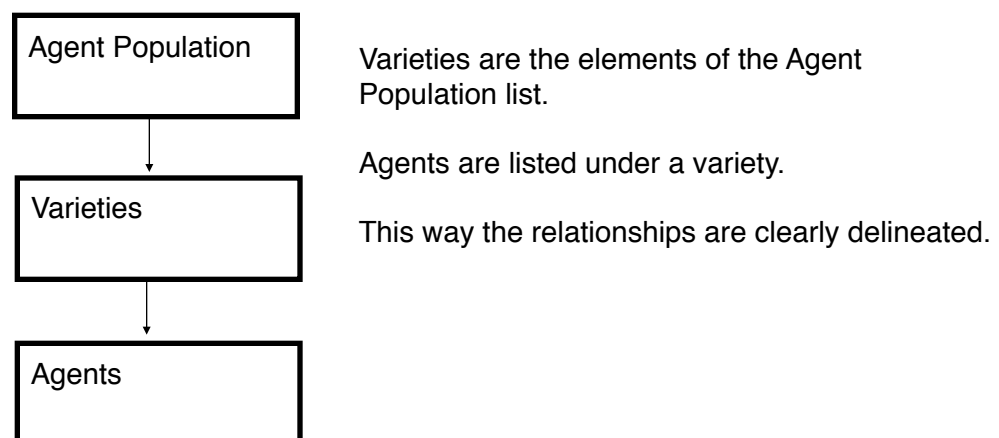 Agent Population
Varieties are the elements of the Agent
Population list.
Agents are listed under a variety.
Varieties
This way the relationships are clearly delineated.
Agents